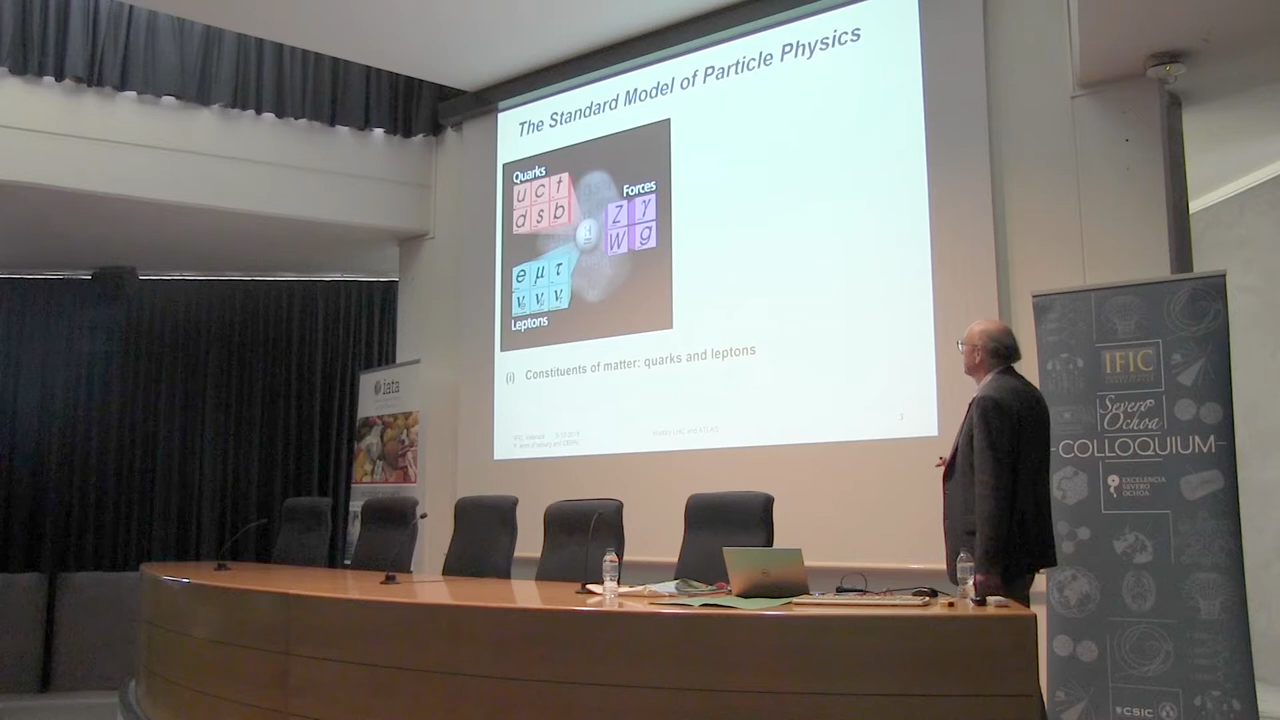 The Standard Model of Particle Physics
Quarks
u c t
d s b
Forces
Z γ
W g
H
e μ τ
Leptons
(i) Constituents of matter: quarks and leptons
3
iata
IFIC
Severo
Ochoa
COLLOQUIUM
EXCELENCIA
SEVERO
OCHOA
CSIC